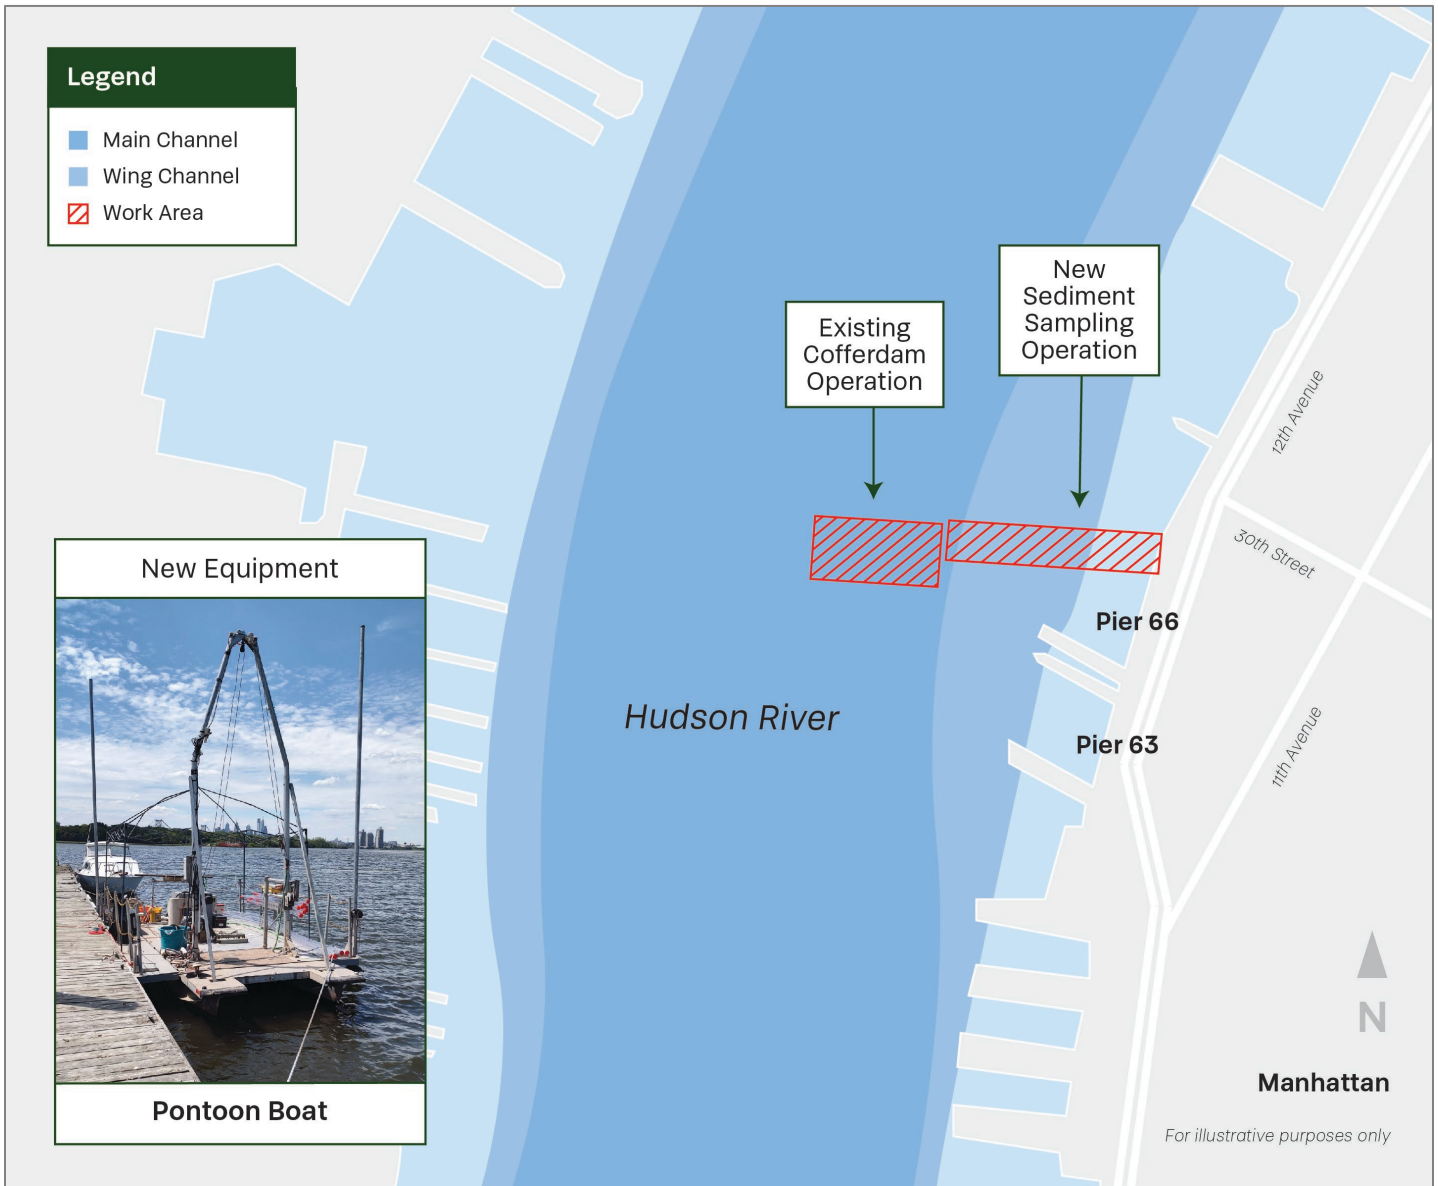 Legend
Main Channel
Wing Channel
Work Area
New
Sediment
Sampling
Operation
Existing
Cofferdam
Operation
12th Avenue
30th Street
New Equipment
Pier 66
Hudson River
Pier 63
11th Avenue
N
Manhattan
Pontoon Boat
For illustrative purposes only